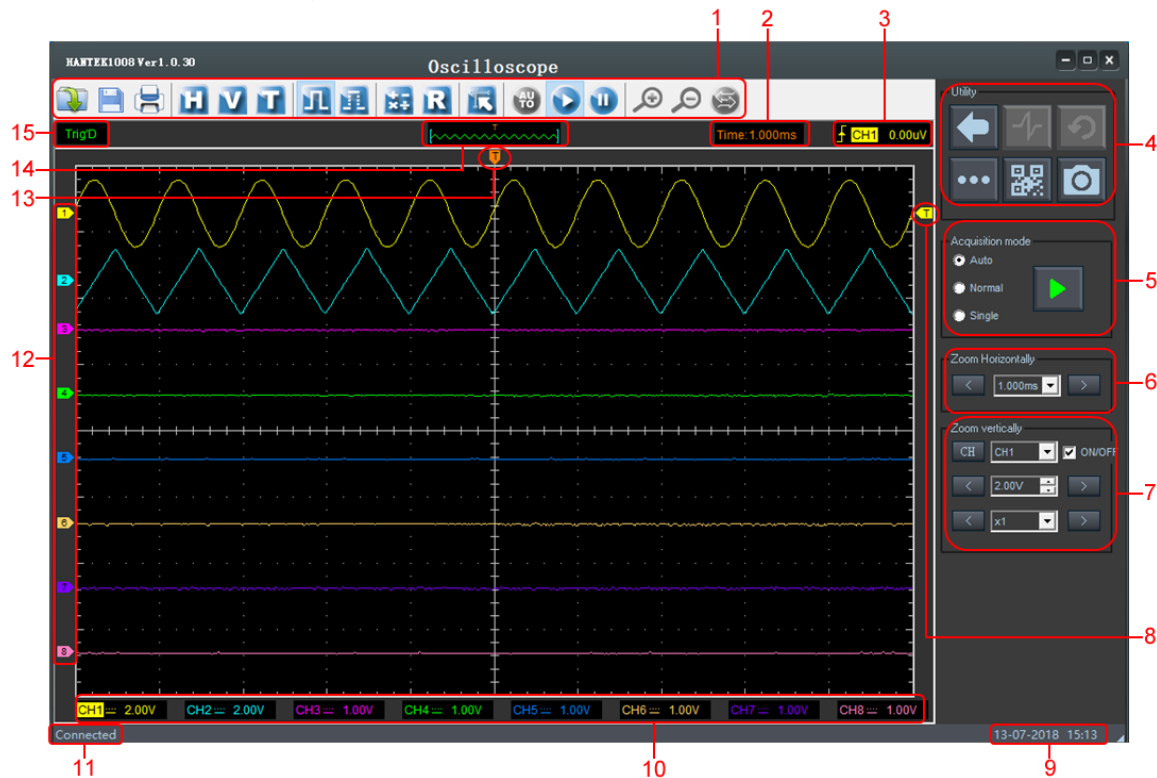 1 2 3
HANTEK1008 Ver1.0.30
Oscilloscope
H V T R AUTO
Utility
15 Trig'D T Time:1.000ms CH1 0.00uV
4
14
T
13
1 T
Acquisition mode
Auto
2
Normal
5
Single
3
12
Zoom Horizontally
< 1.000ms > 6
4
Zoom vertically
CH CH1 ON/OFF
5
< 2.00V > 7
6
< x1 >
7
8
8
CH1 2.00V CH2 2.00V CH3 1.00V CH4 1.00V CH5 1.00V CH6 1.00V CH7 1.00V CH8 1.00V
Connected 13-07-2018 15:13
11 10 9